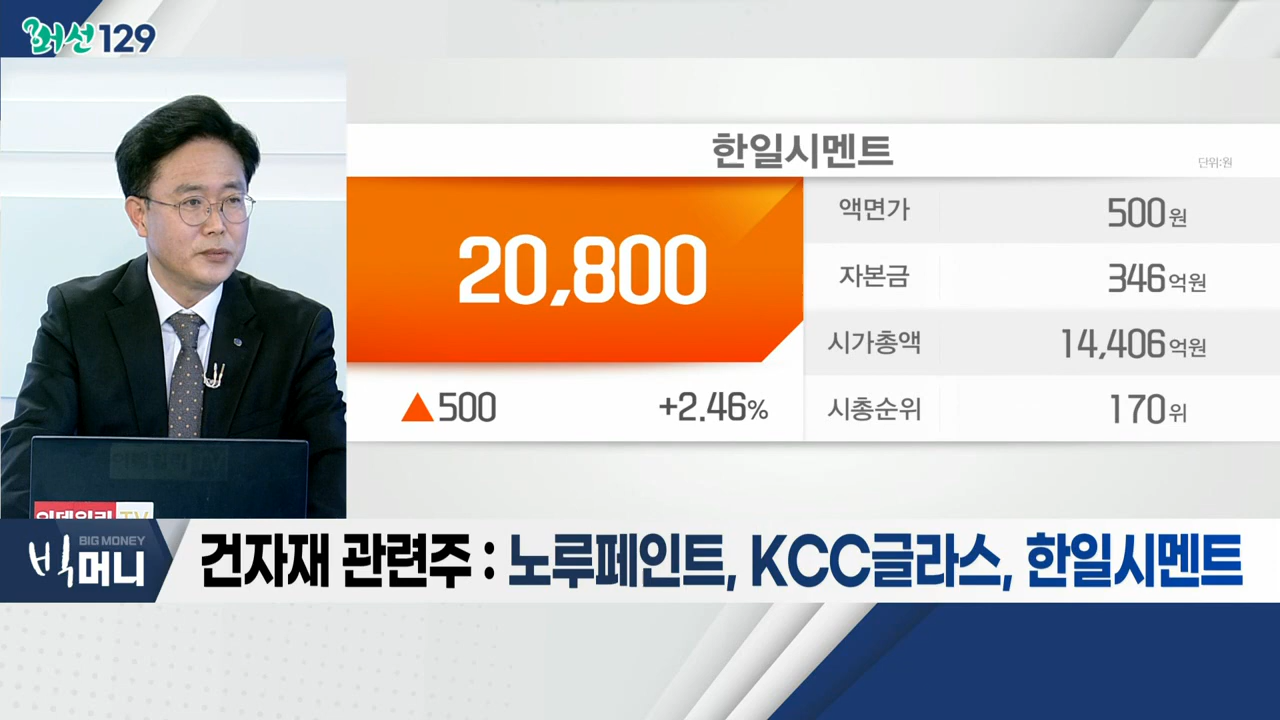 머선129
한일시멘트
단위:원
20,800
▲500 +2.46%
액면가 500원
자본금 346억원
시가총액 14,406억원
시총순위 170위
이데일리 TV
BIG MONEY
빅머니
건자재 관련주 : 노루페인트, KCC글라스, 한일시멘트